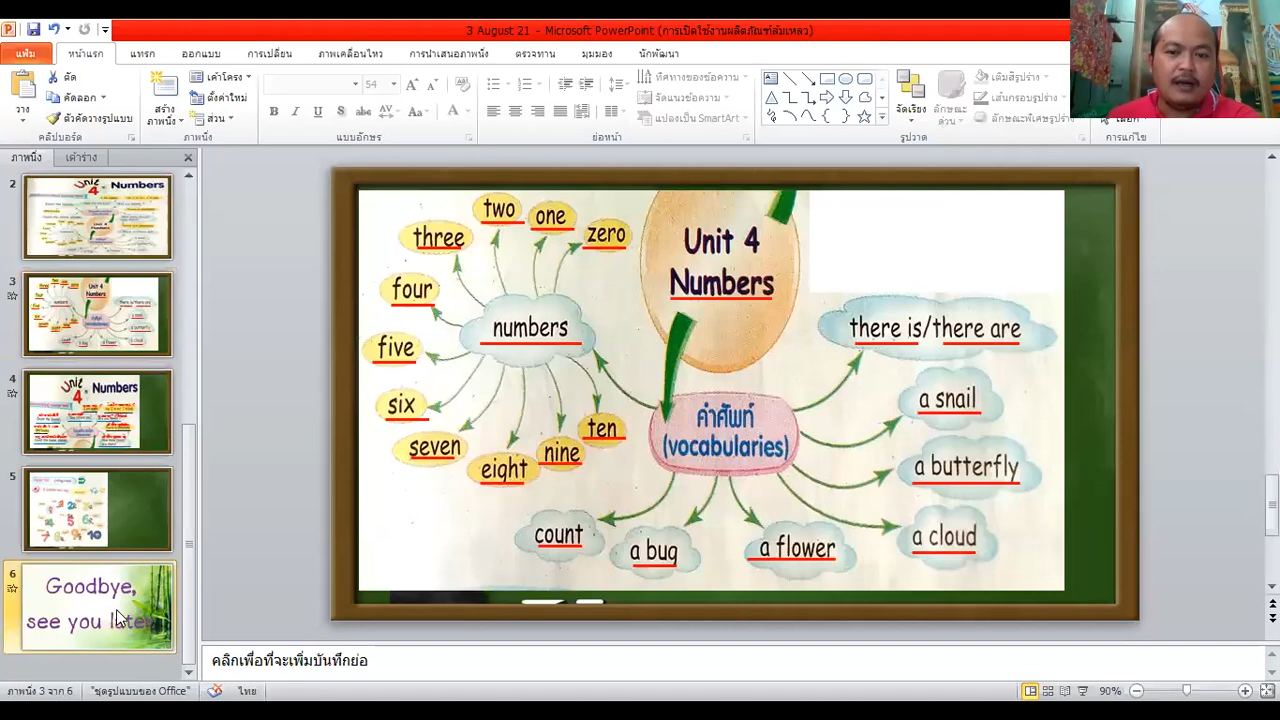 3 August 21 - Microsoft PowerPoint (การเปิดใช้งานผลิตภัณฑ์ล้มเหลว)
แฟ้ม หน้าแรก แทรก ออกแบบ การเปลี่ยน ภาพเคลื่อนไหว การนำเสนอภาพนิ่ง ตรวจทาน มุมมอง นักพัฒนา
วาง
ตัด
คัดลอก
ตัวคัดวางรูปแบบ
คลิปบอร์ด
สร้าง
ภาพนิ่ง
เค้าโครง
ตั้งค่าใหม่
ส่วน
ภาพนิ่ง
54
แบบอักษร
ทิศทางของข้อความ
จัดแนวข้อความ
แปลงเป็น SmartArt
ย่อหน้า
จัดเรียง
ลักษณะ
ด่วน
เติมสีรูปร่าง
เส้นกรอบรูปร่าง
ลักษณะพิเศษรูปร่าง
รูปวาด
เลือก
การแก้ไข
ภาพนิ่ง เค้าร่าง
2
Unit 4 Numbers
3
Unit 4
Numbers
4
Unit 4 Numbers
5
6
Goodbye,
see you later
Unit 4
Numbers
numbers
zero
one
two
three
four
five
six
seven
eight
nine
ten
คำศัพท์
(vocabularies)
there is/there are
a snail
a butterfly
a cloud
a flower
a bug
count
คลิกเพื่อที่จะเพิ่มบันทึกย่อ
ภาพนิ่ง 3 จาก 6 "ชุดรูปแบบของ Office" ไทย 90%